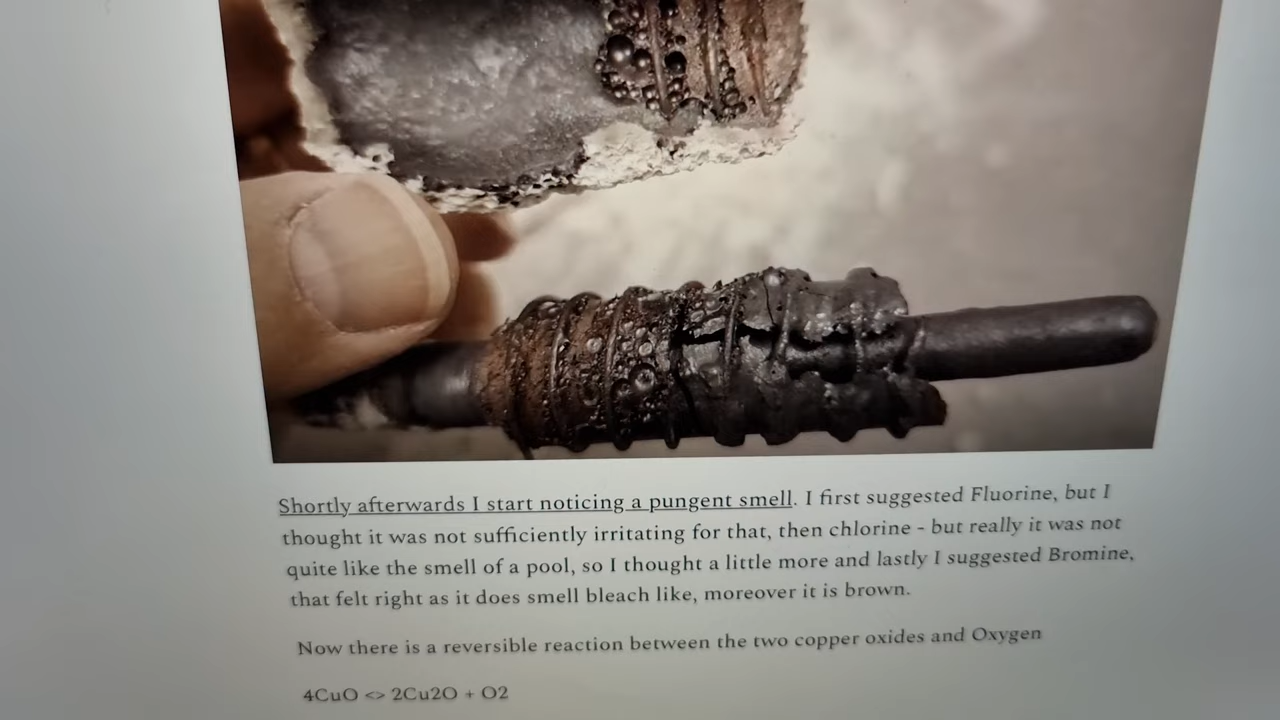 Shortly afterwards I start noticing a pungent smell. I first suggested Fluorine, but I
thought it was not sufficiently irritating for that, then chlorine - but really it was not
quite like the smell of a pool, so I thought a little more and lastly I suggested Bromine,
that felt right as it does smell bleach like, moreover it is brown.
Now there is a reversible reaction between the two copper oxides and Oxygen
4CuO <> 2Cu2O + O2